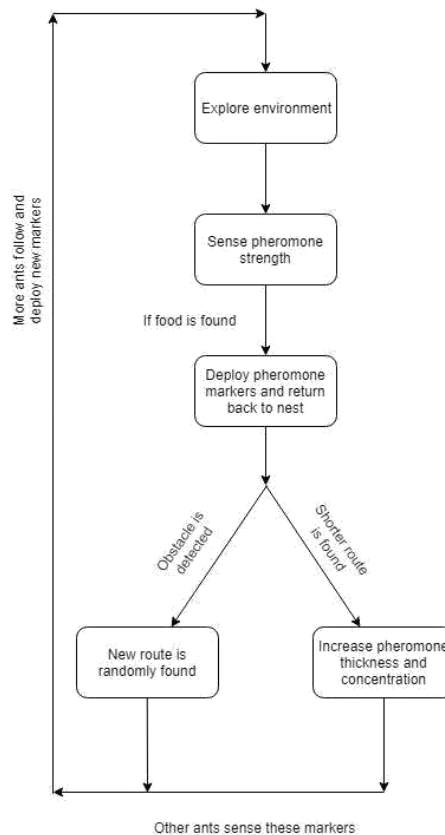 Explore environment
Sense pheromone
strength
If food is found
Deploy pheromone
markers and return
back to nest
Obstacle is
detected
Shorter route
is found
New route is
randomly found
Increase pheromone
thickness and
concentration
More ants follow and
deploy new markers
Other ants sense these markers